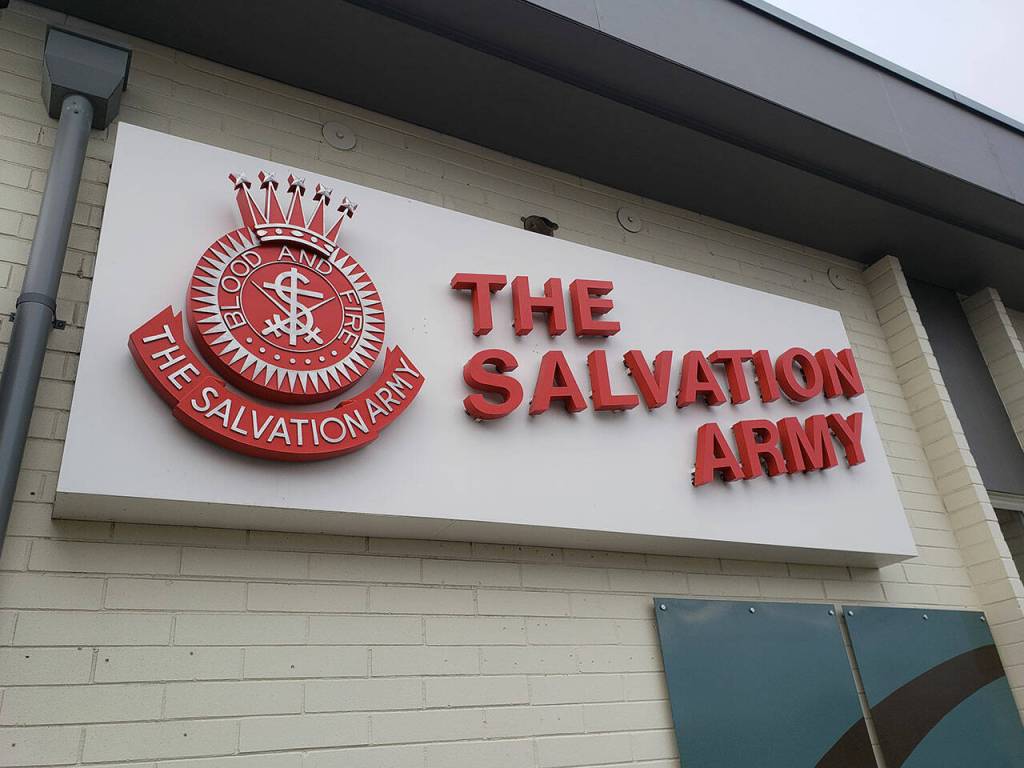 BLOOD AND FIRE
S
THE SALVATION ARMY
THE
SALVATION
ARMY